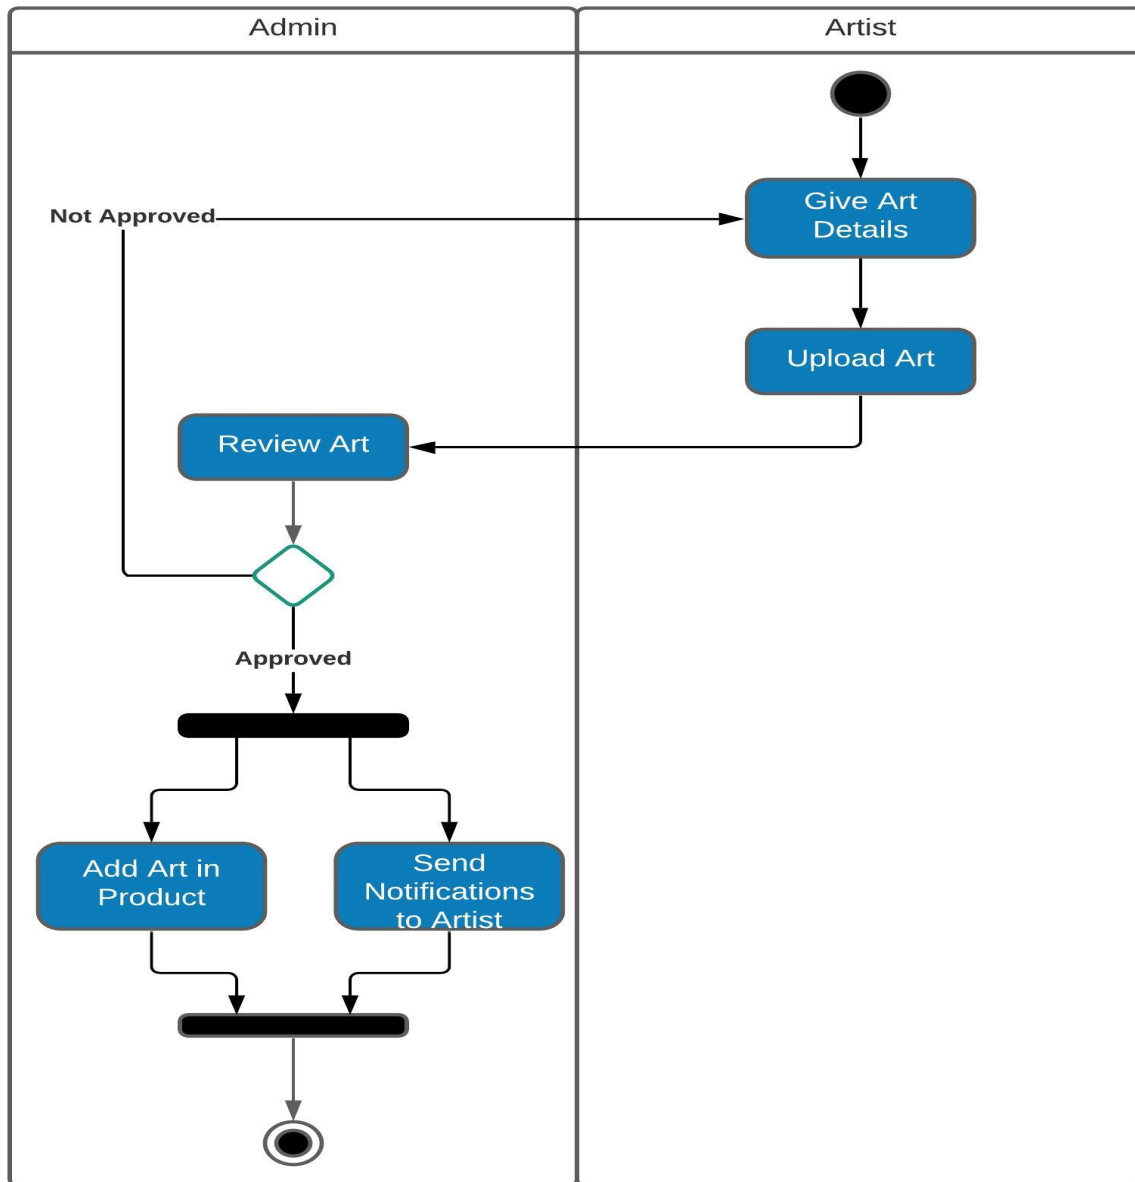 Admin
Artist
Give Art
Details
Not Approved
Upload Art
Review Art
Approved
Add Art in
Product
Send
Notifications
to Artist